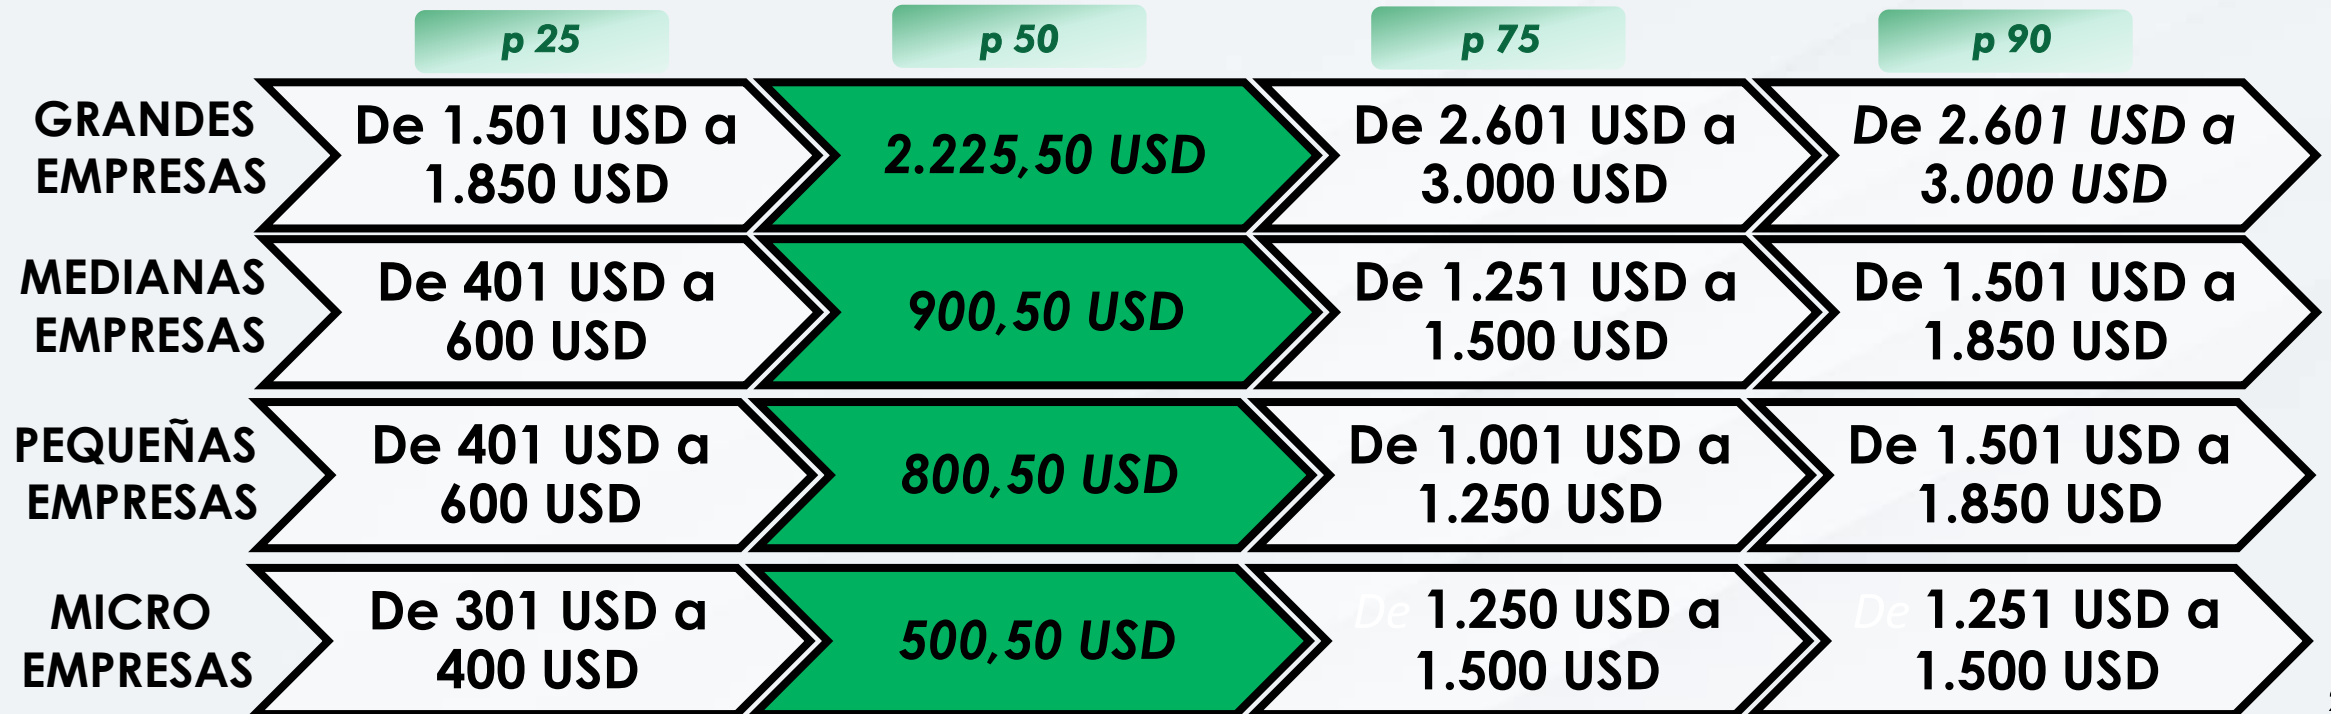 p 25
p 50
p 75
p 90
GRANDES
EMPRESAS
De 1.501 USD a
1.850 USD
2.225,50 USD
De 2.601 USD a
3.000 USD
De 2.601 USD a
3.000 USD
MEDIANAS
EMPRESAS
De 401 USD a
600 USD
900,50 USD
De 1.251 USD a
1.500 USD
De 1.501 USD a
1.850 USD
PEQUEÑAS
EMPRESAS
De 401 USD a
600 USD
800,50 USD
De 1.001 USD a
1.250 USD
De 1.501 USD a
1.850 USD
MICRO
EMPRESAS
De 301 USD a
400 USD
500,50 USD
De 1.250 USD a
1.500 USD
De 1.251 USD a
1.500 USD